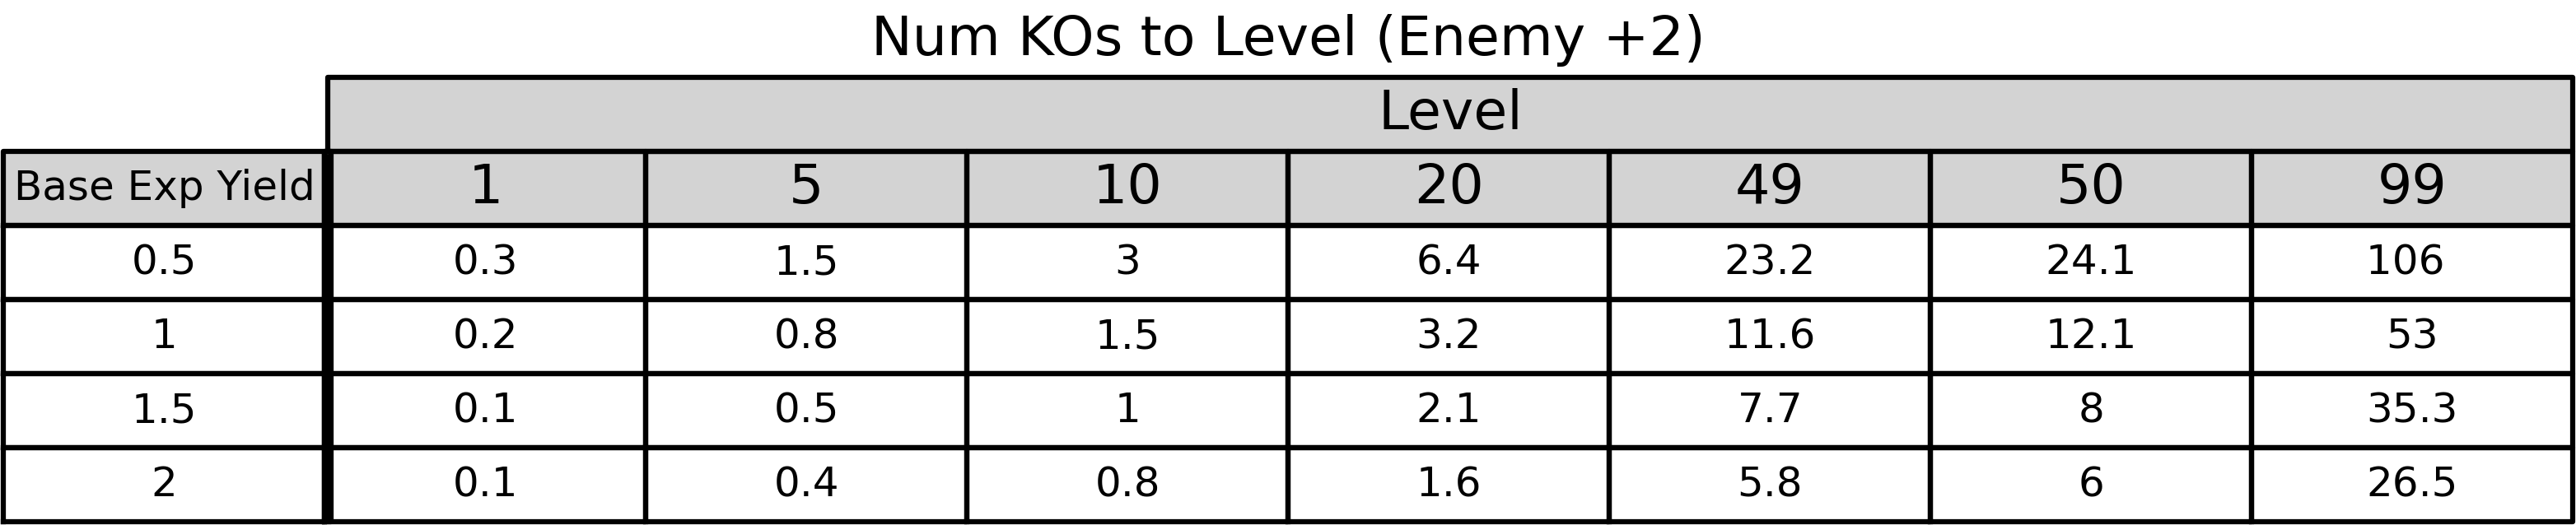 Num KOs to Level (Enemy +2)
Level
Base Exp Yield 1 5 10 20 49 50 99
0.5 0.3 1.5 3 6.4 23.2 24.1 106
1 0.2 0.8 1.5 3.2 11.6 12.1 53
1.5 0.1 0.5 1 2.1 7.7 8 35.3
2 0.1 0.4 0.8 1.6 5.8 6 26.5